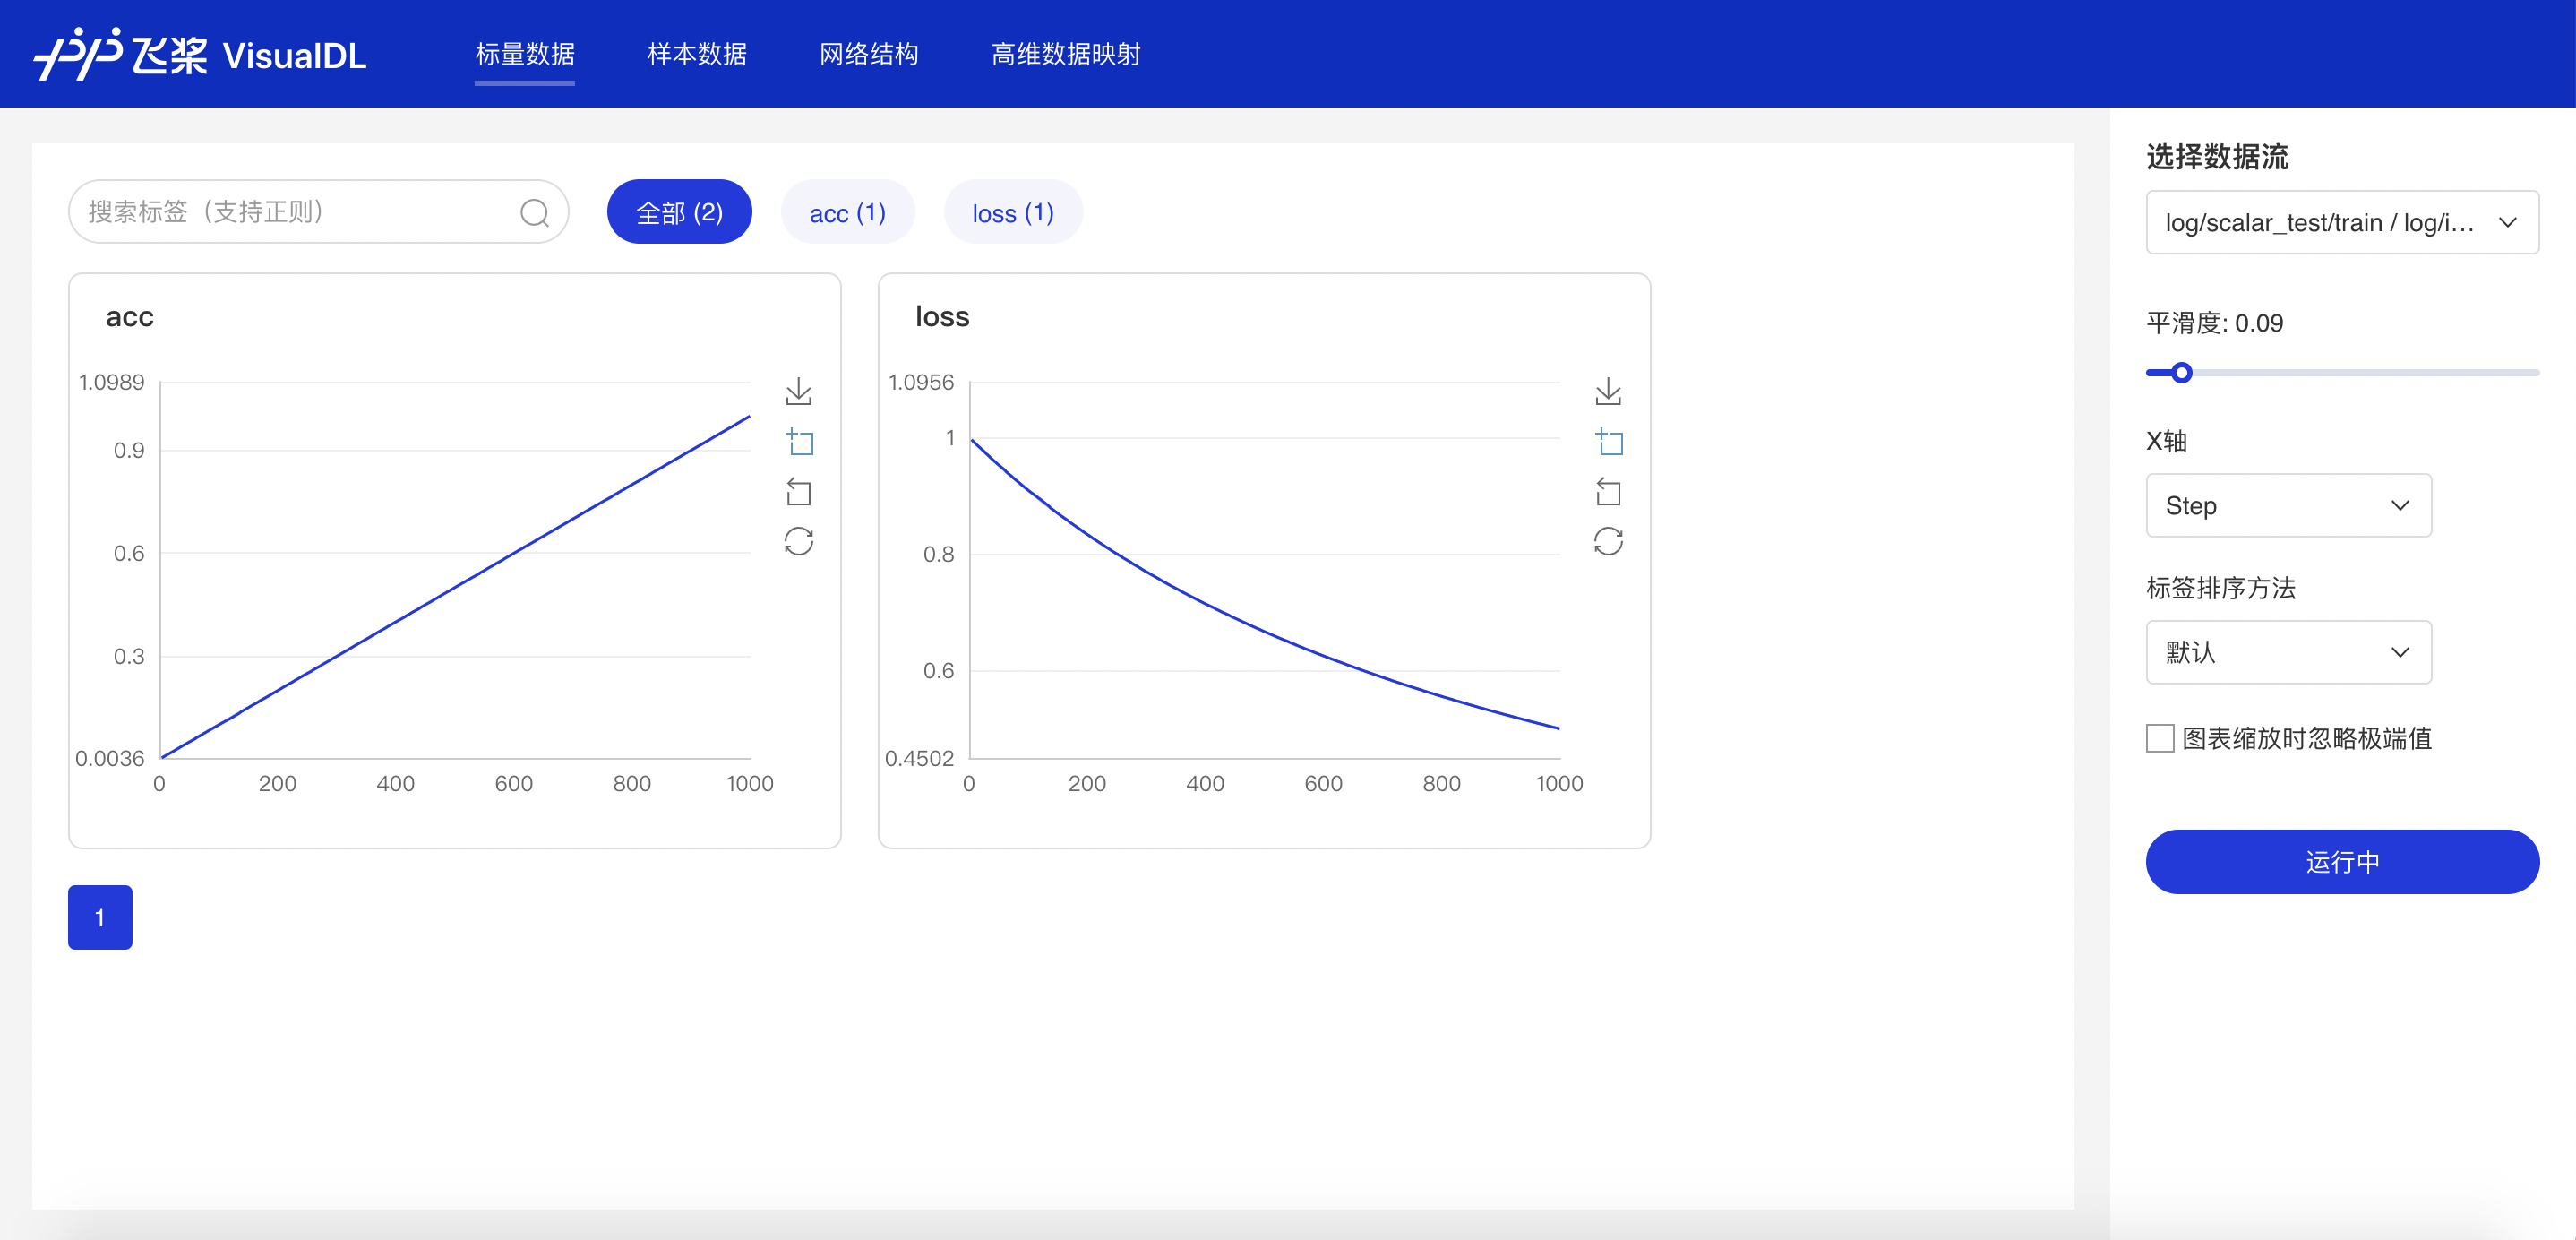 飞桨 VisualDL
标量数据
样本数据
网络结构
高维数据映射
搜索标签（支持正则）
全部 (2)
acc (1)
loss (1)
acc
1.0989
0.9
0.6
0.3
0.0036
0 200 400 600 800 1000
loss
1.0956
1
0.8
0.6
0.4502
0 200 400 600 800 1000
1
选择数据流
log/scalar_test/train / log/i...
平滑度: 0.09
X轴
Step
标签排序方法
默认
图表缩放时忽略极端值
运行中